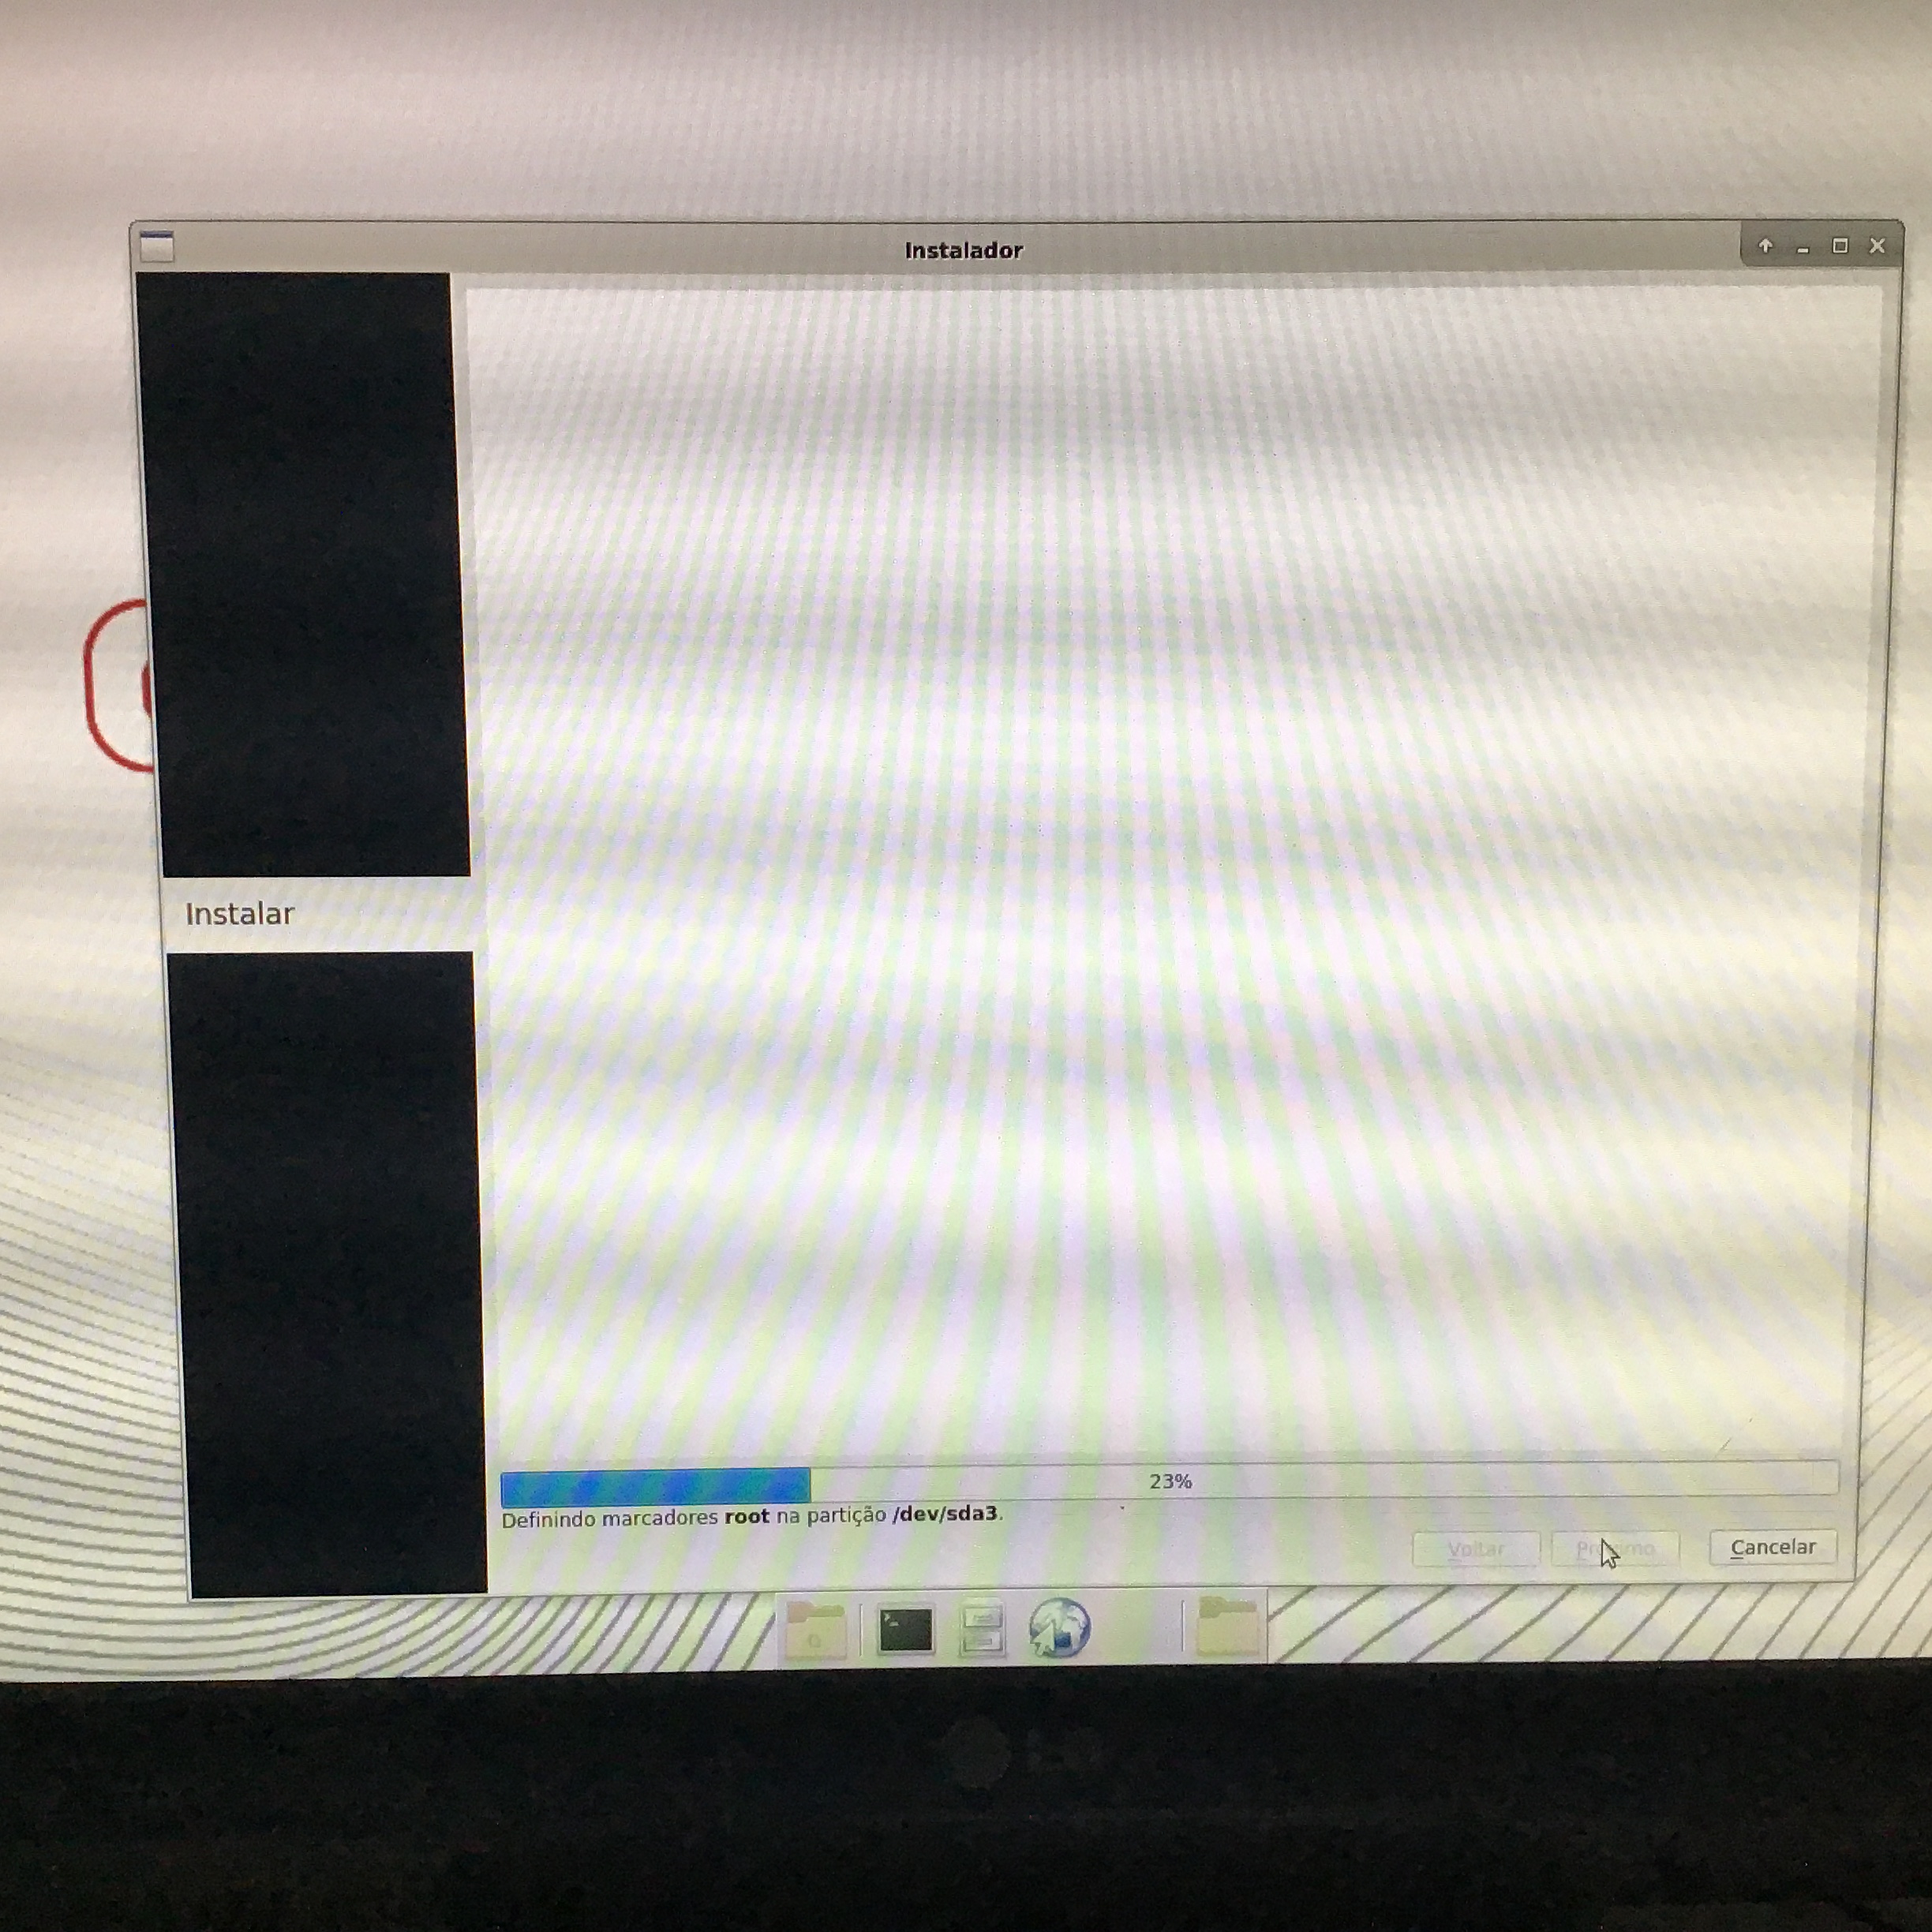 Instalador
Instalar
23%
Definindo marcadores root na partição /dev/sda3.
Voltar
Cancelar